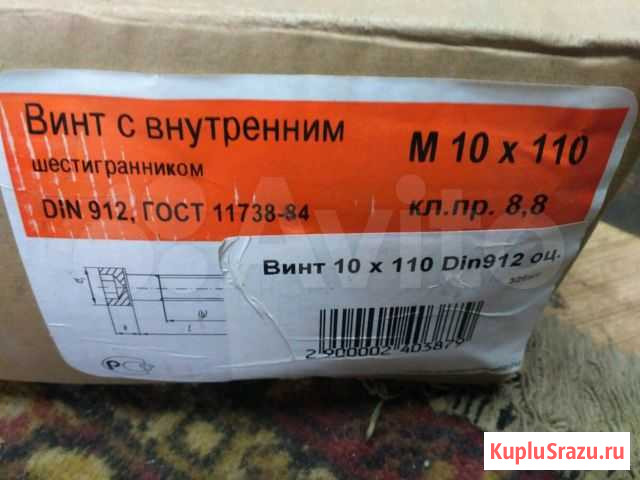 Винт с внутренним
шестигранником
М 10 х 110
DIN 912, ГОСТ 11738-84
кл.пр. 8,8
Винт 10 х 110 Din912 оц.
2 900002 403879
Avito
KupluSrazu.ru